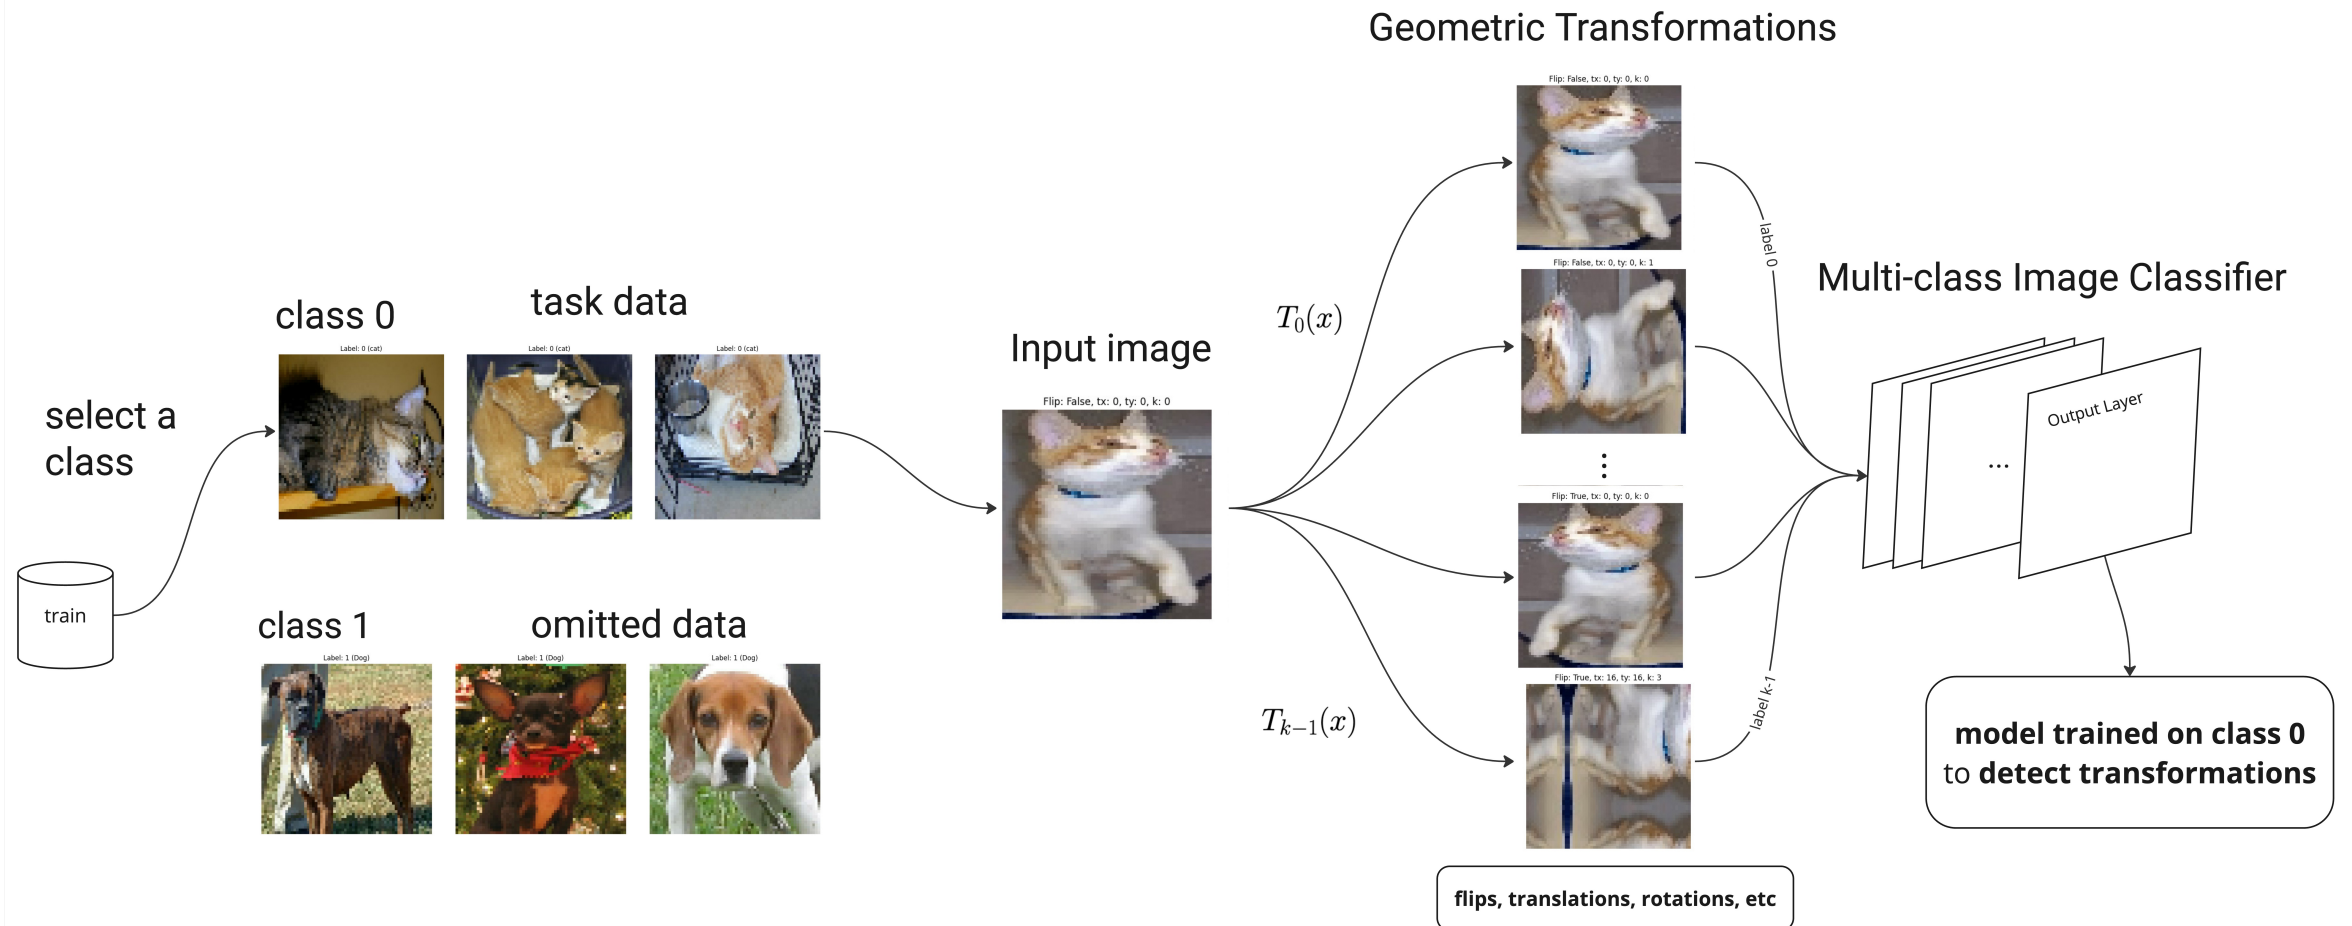 Geometric Transformations
Flip: False, tx: 0, ty: 0, k: 0
Flip: False, tx: 0, ty: 0, k: 1
Flip: True, tx: 0, ty: 0, k: 0
Flip: True, tx: 16, ty: 16, k: 3
flips, translations, rotations, etc
select a
class
train
class 0
task data
Label: 0 (cat)
Label: 0 (cat)
Label: 0 (cat)
class 1
omitted data
Label: 1 (Dog)
Label: 1 (Dog)
Label: 1 (Dog)
Input image
Flip: False, tx: 0, ty: 0, k: 0
T₀(x)
Tₖ₋₁(x)
label 0
label k-1
Multi-class Image Classifier
Output Layer
...
model trained on class 0
to detect transformations